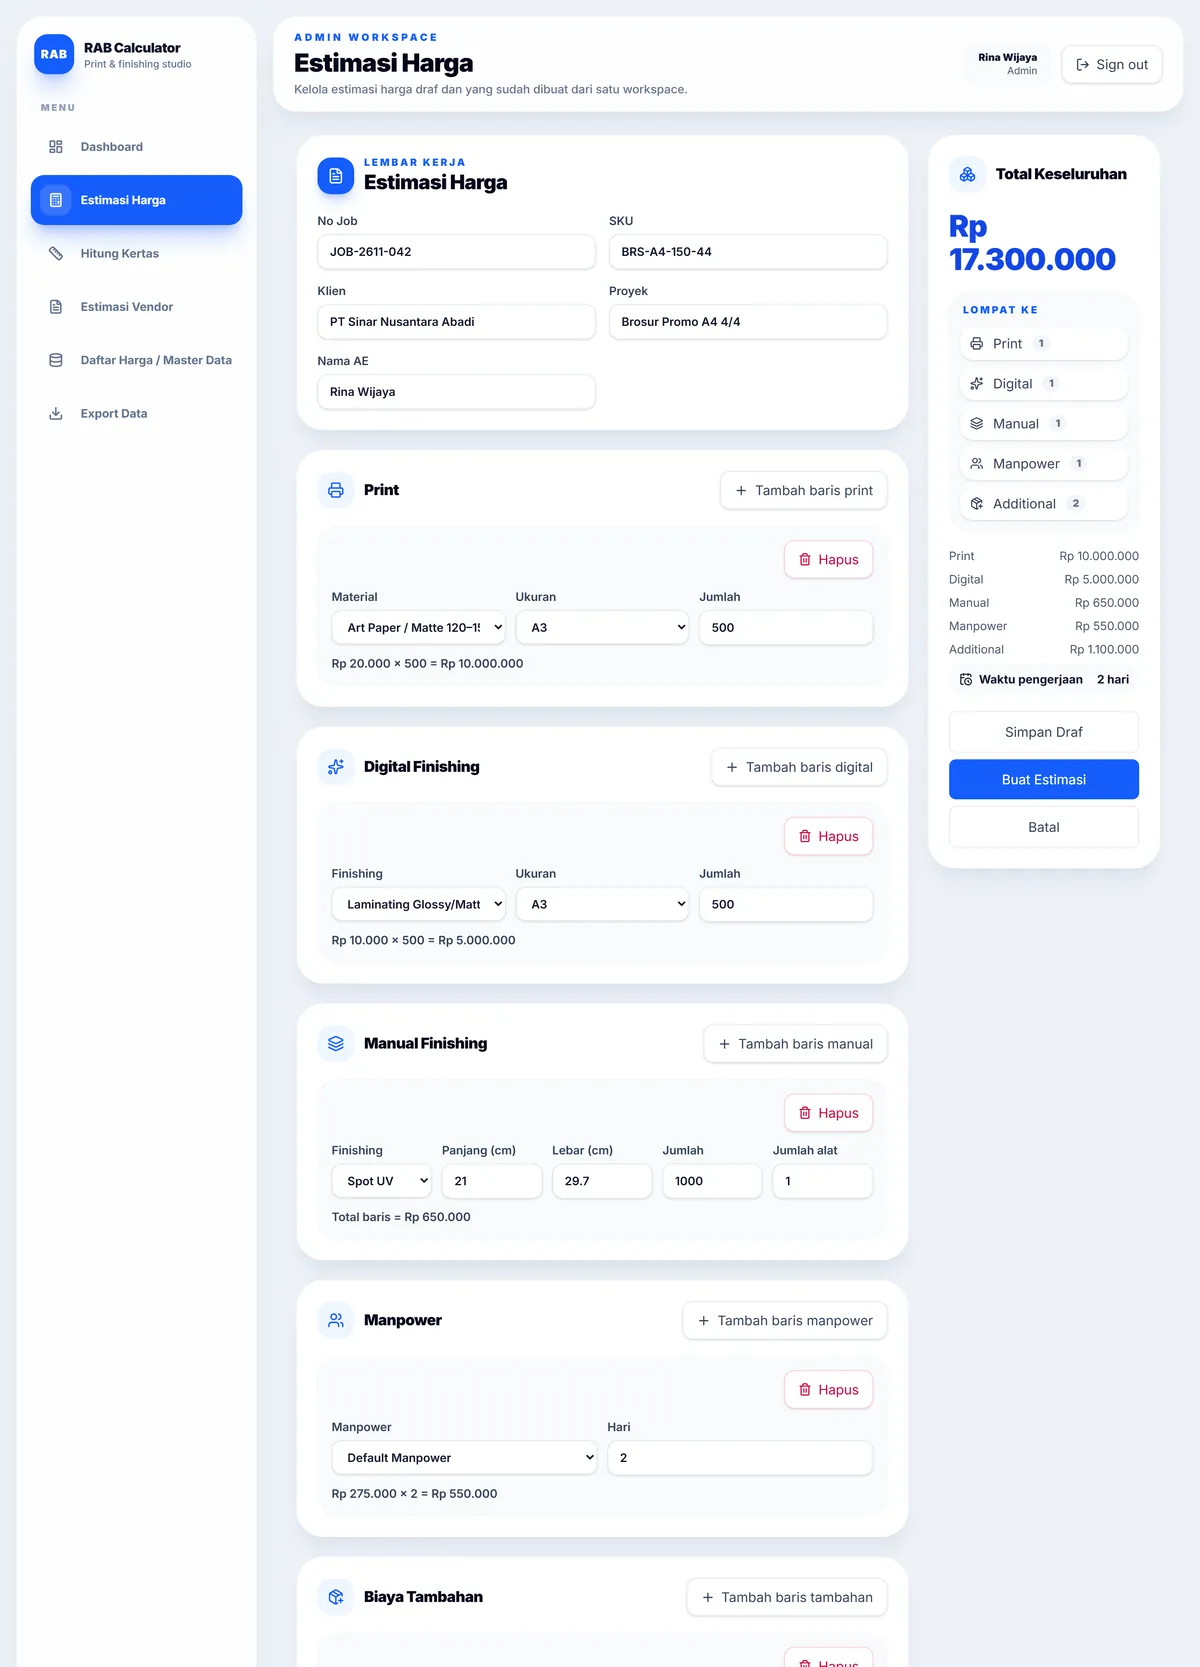 RAB
RAB Calculator
Print & finishing studio
MENU
Dashboard
Estimasi Harga
Hitung Kertas
Estimasi Vendor
Daftar Harga / Master Data
Export Data
ADMIN WORKSPACE
Estimasi Harga
Kelola estimasi harga draf dan yang sudah dibuat dari satu workspace.
Rina Wijaya
Admin
Sign out
LEMBAR KERJA
Estimasi Harga
No Job
SKU
JOB-2611-042
BRS-A4-150-44
Klien
Proyek
PT Sinar Nusantara Abadi
Brosur Promo A4 4/4
Nama AE
Rina Wijaya
Print
+ Tambah baris print
Hapus
Material
Ukuran
Jumlah
Art Paper / Matte 120–15
A3
500
Rp 20.000 × 500 = Rp 10.000.000
Digital Finishing
+ Tambah baris digital
Hapus
Finishing
Ukuran
Jumlah
Laminating Glossy/Matt
A3
500
Rp 10.000 × 500 = Rp 5.000.000
Manual Finishing
+ Tambah baris manual
Hapus
Finishing
Panjang (cm)
Lebar (cm)
Jumlah
Jumlah alat
Spot UV
21
29.7
1000
1
Total baris = Rp 650.000
Manpower
+ Tambah baris manpower
Hapus
Manpower
Hari
Default Manpower
2
Rp 275.000 × 2 = Rp 550.000
Biaya Tambahan
+ Tambah baris tambahan
Hapus
Total Keseluruhan
Rp
17.300.000
LOMPAT KE
Print 1
Digital 1
Manual 1
Manpower 1
Additional 2
Print Rp 10.000.000
Digital Rp 5.000.000
Manual Rp 650.000
Manpower Rp 550.000
Additional Rp 1.100.000
Waktu pengerjaan 2 hari
Simpan Draf
Buat Estimasi
Batal